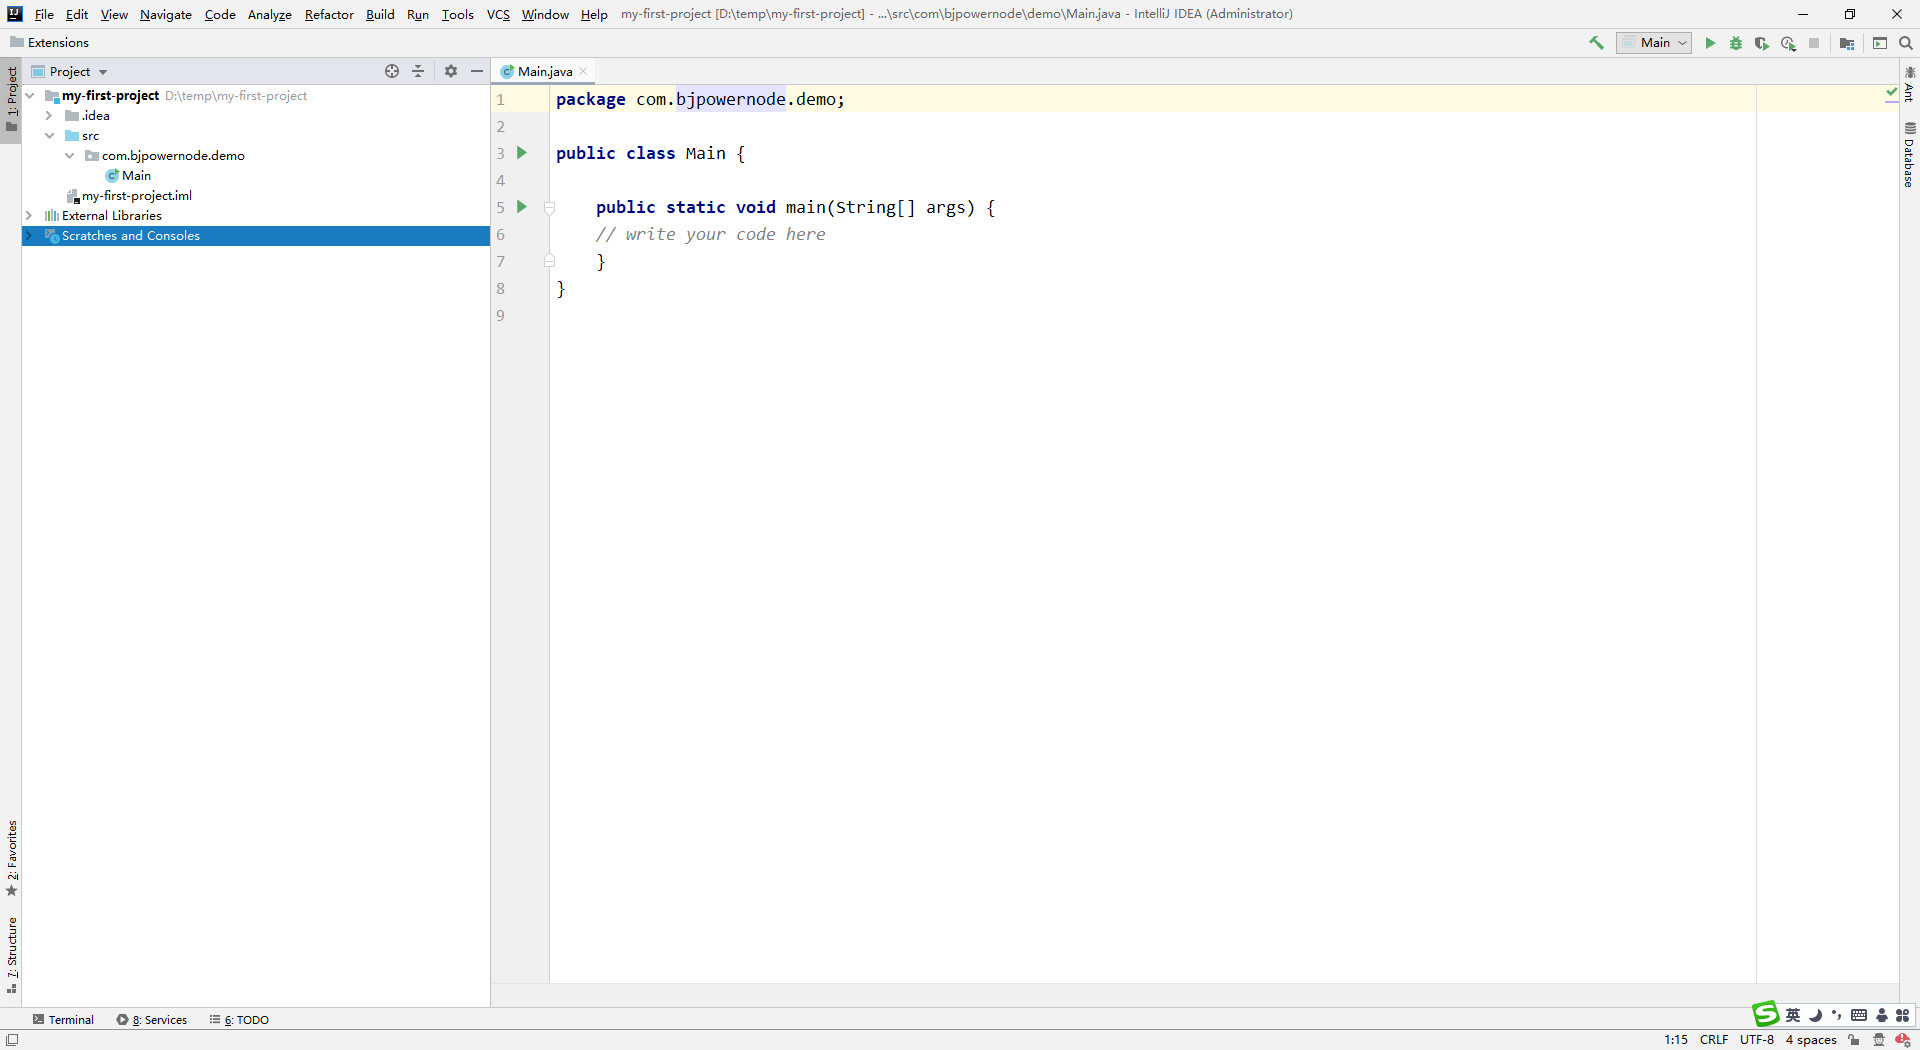 File Edit View Navigate Code Analyze Refactor Build Run Tools VCS Window Help my-first-project [D:\temp\my-first-project] - ...\src\com\bjpowernode\demo\Main.java - IntelliJ IDEA (Administrator)
Extensions
Main
1: Project
Project
Main.java
my-first-project D:\temp\my-first-project
.idea
src
com.bjpowernode.demo
Main
my-first-project.iml
External Libraries
Scratches and Consoles
1 package com.bjpowernode.demo;
2
3 public class Main {
4
5 public static void main(String[] args) {
6 // write your code here
7 }
8 }
9
Ant
Database
2: Favorites
7: Structure
Terminal 8: Services 6: TODO
S 英
1:15 CRLF UTF-8 4 spaces